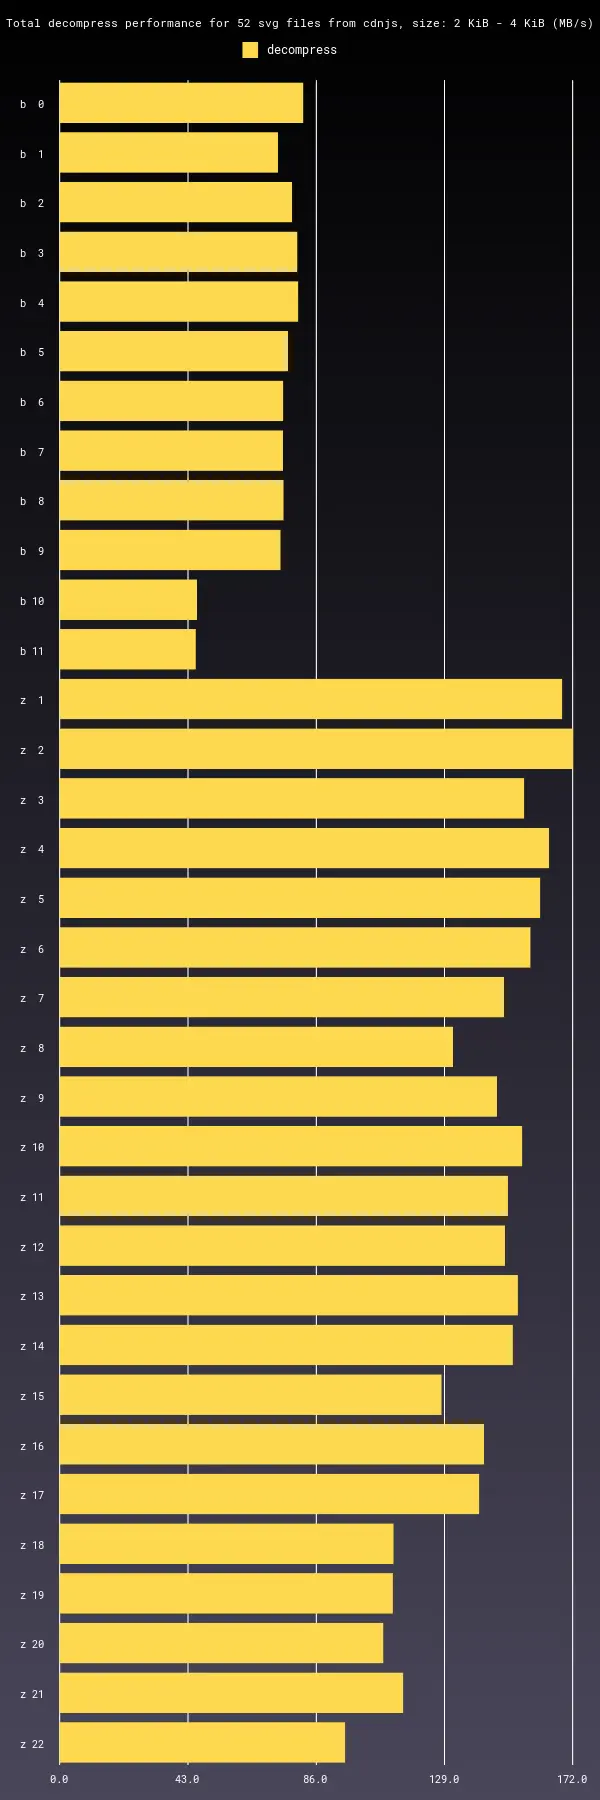 Total decompress performance for 52 svg files from cdnjs, size: 2 KiB - 4 KiB (MB/s)
decompress
b 0
b 1
b 2
b 3
b 4
b 5
b 6
b 7
b 8
b 9
b 10
b 11
z 1
z 2
z 3
z 4
z 5
z 6
z 7
z 8
z 9
z 10
z 11
z 12
z 13
z 14
z 15
z 16
z 17
z 18
z 19
z 20
z 21
z 22
0.0 43.0 86.0 129.0 172.0